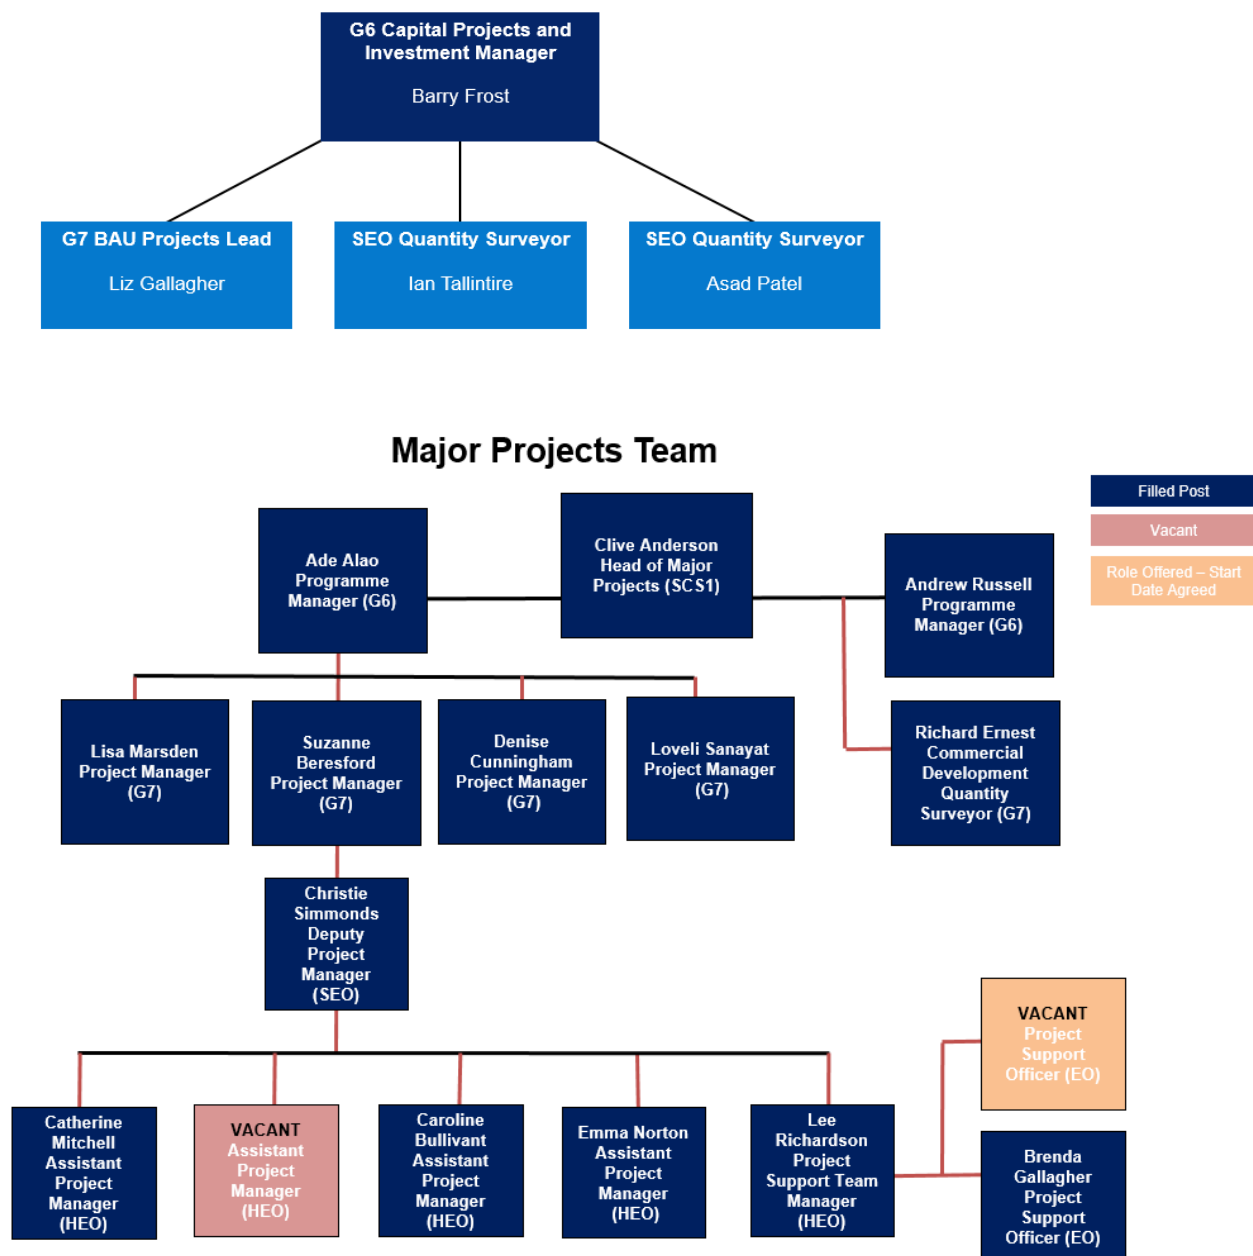 G6 Capital Projects and
Investment Manager
Barry Frost
G7 BAU Projects Lead
Liz Gallagher
SEO Quantity Surveyor
Ian Tallintire
SEO Quantity Surveyor
Asad Patel
Major Projects Team
Filled Post
Vacant
Role Offered – Start
Date Agreed
Ade Alao
Programme
Manager (G6)
Clive Anderson
Head of Major
Projects (SCS1)
Andrew Russell
Programme
Manager (G6)
Lisa Marsden
Project Manager
(G7)
Suzanne
Beresford
Project Manager
(G7)
Denise
Cunningham
Project Manager
(G7)
Loveli Sanayat
Project Manager
(G7)
Richard Ernest
Commercial
Development
Quantity
Surveyor (G7)
Christie
Simmonds
Deputy
Project
Manager
(SEO)
Catherine
Mitchell
Assistant
Project
Manager
(HEO)
VACANT
Assistant
Project
Manager
(HEO)
Caroline
Bullivant
Assistant
Project
Manager
(HEO)
Emma Norton
Assistant
Project
Manager
(HEO)
Lee
Richardson
Project
Support Team
Manager
(HEO)
VACANT
Project
Support
Officer (EO)
Brenda
Gallagher
Project
Support
Officer (EO)